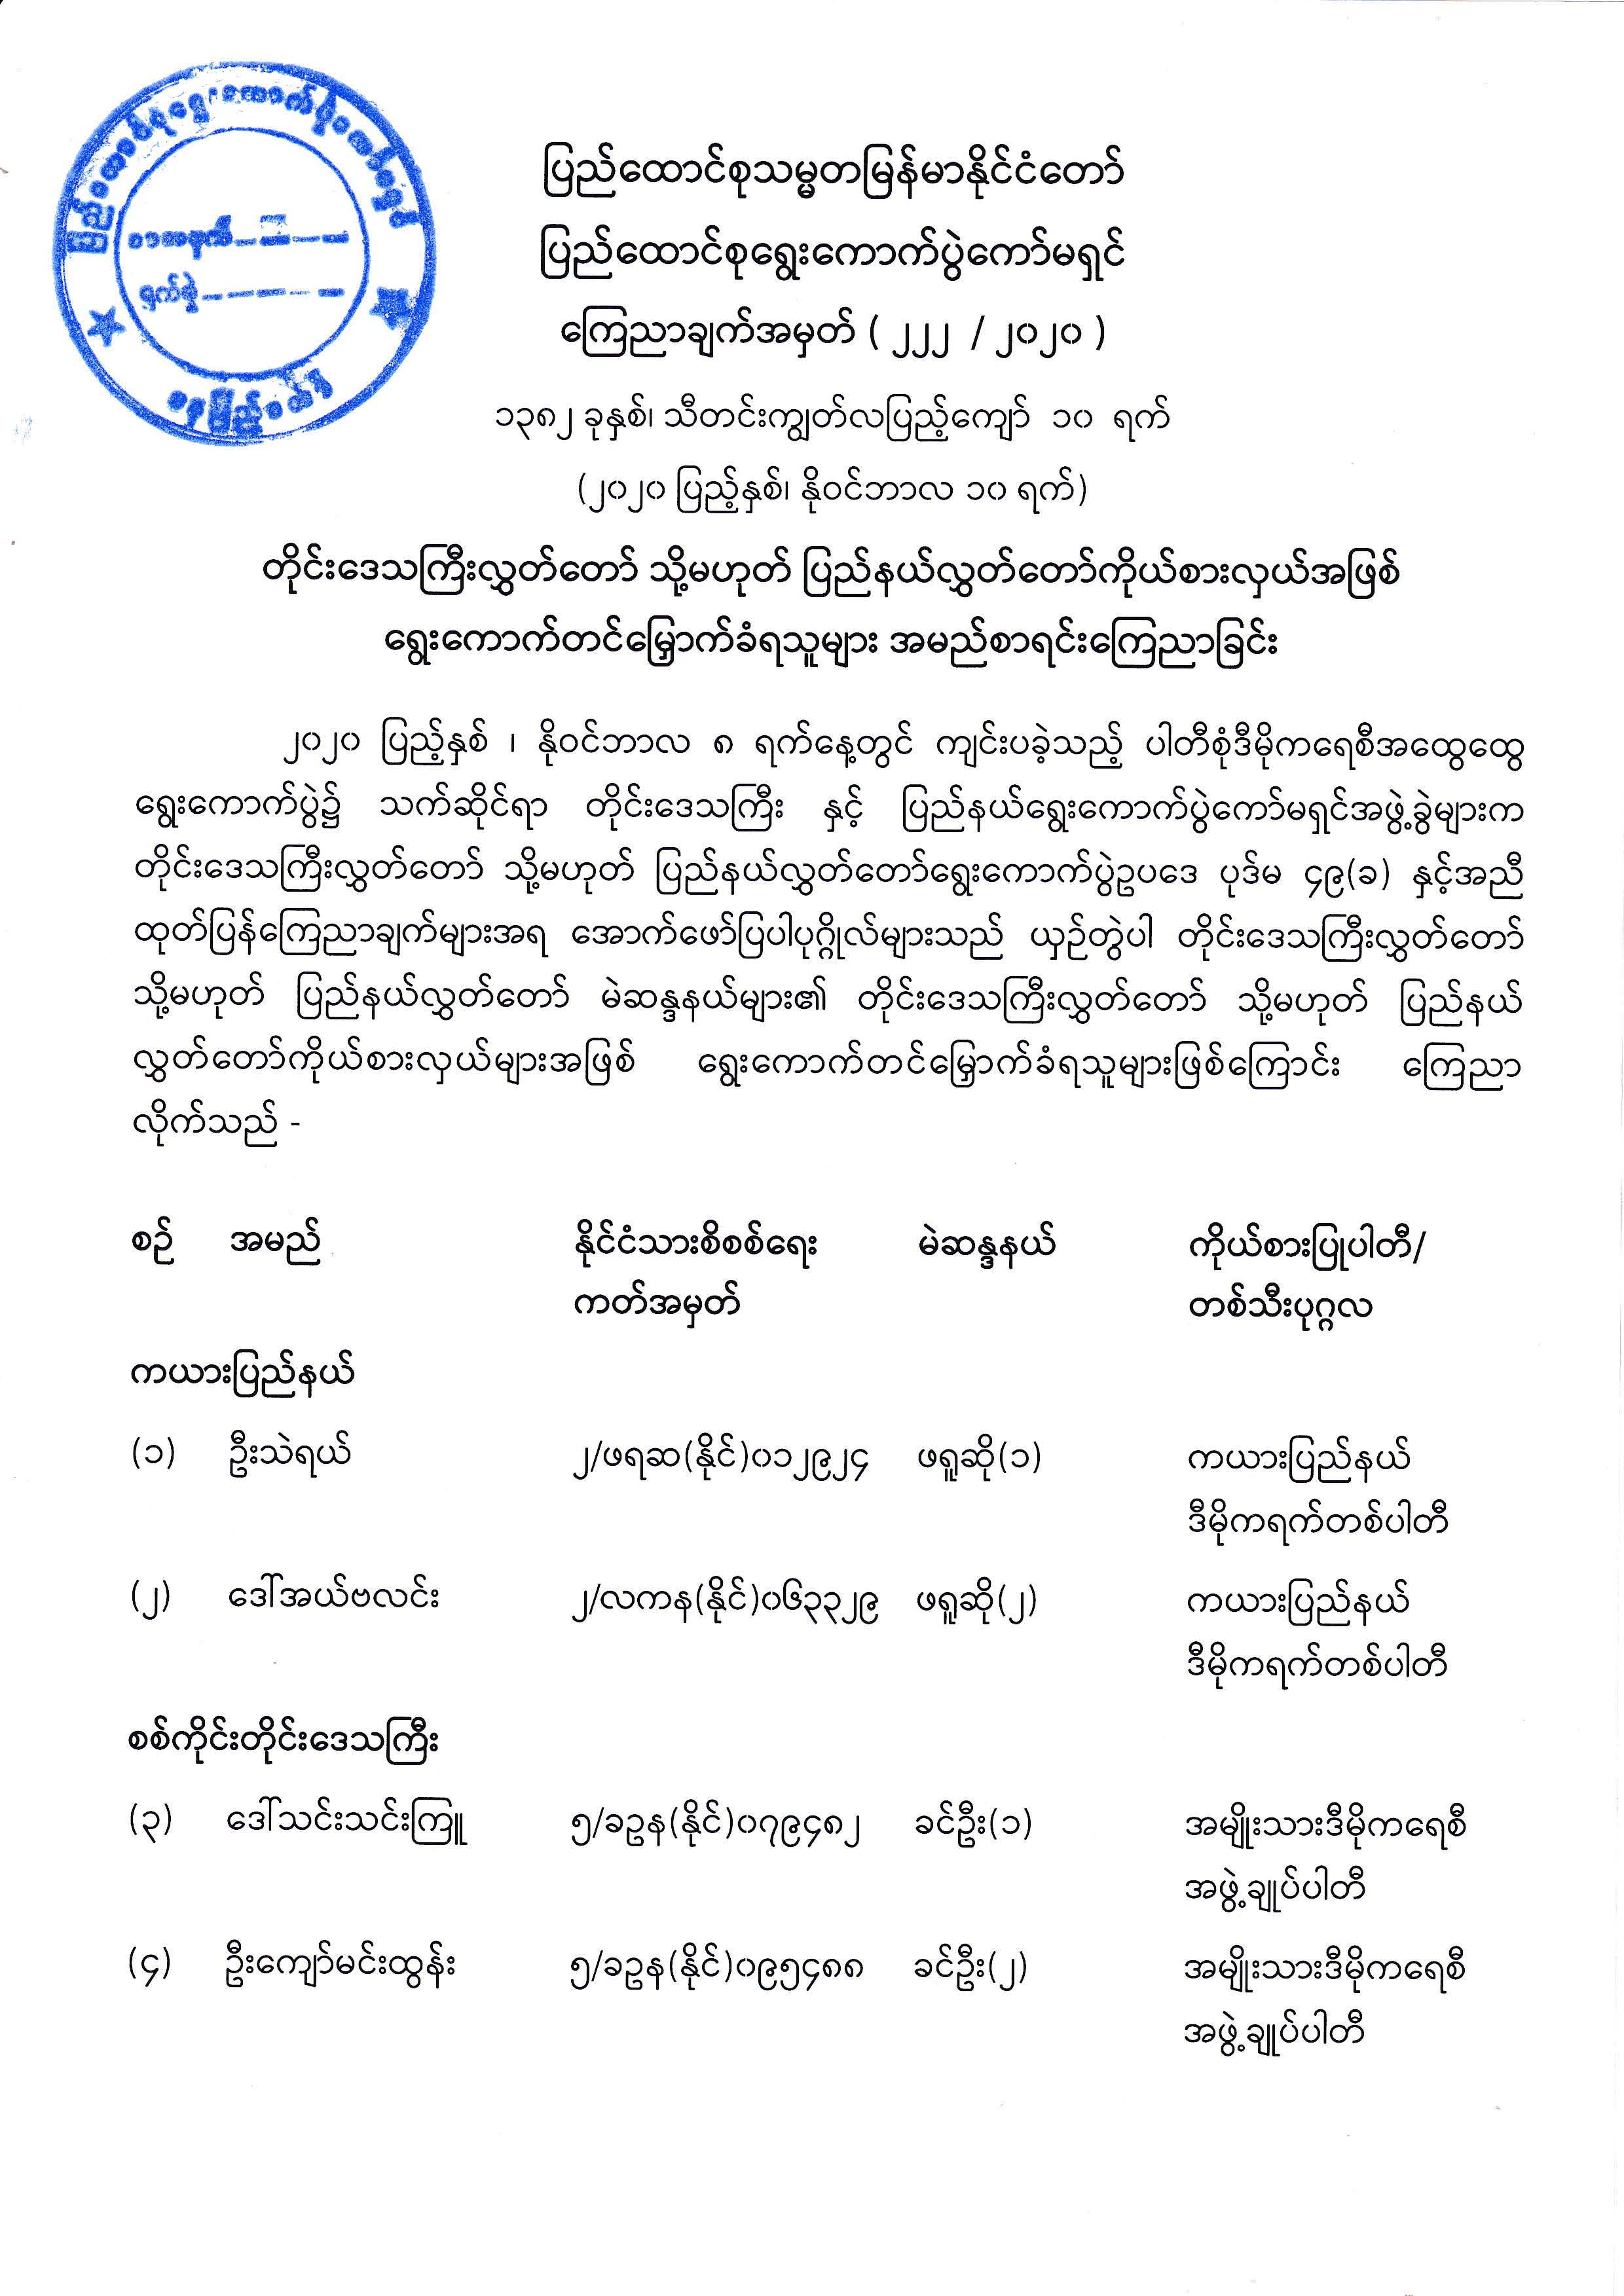 ပြည်ထောင်စုရွေးကောက်ပွဲကော်မရှင်
စာအမှတ်
ရက်စွဲ
နေပြည်တော်
ပြည်ထောင်စုသမ္မတမြန်မာနိုင်ငံတော်
ပြည်ထောင်စုရွေးကောက်ပွဲကော်မရှင်
ကြေညာချက်အမှတ် ( ၂၂၂ / ၂၀၂၀ )
၁၃၈၂ ခုနှစ်၊ သီတင်းကျွတ်လပြည့်ကျော် ၁၀ ရက်
(၂၀၂၀ ပြည့်နှစ်၊ နိုဝင်ဘာလ ၁၀ ရက်)
တိုင်းဒေသကြီးလွှတ်တော် သို့မဟုတ် ပြည်နယ်လွှတ်တော်ကိုယ်စားလှယ်အဖြစ်
ရွေးကောက်တင်မြှောက်ခံရသူများ အမည်စာရင်းကြေညာခြင်း
၂၀၂၀ ပြည့်နှစ် ၊ နိုဝင်ဘာလ ၈ ရက်နေ့တွင် ကျင်းပခဲ့သည့် ပါတီစုံဒီမိုကရေစီအထွေထွေ
ရွေးကောက်ပွဲ၌ သက်ဆိုင်ရာ တိုင်းဒေသကြီး နှင့် ပြည်နယ်ရွေးကောက်ပွဲကော်မရှင်အဖွဲ့ခွဲများက
တိုင်းဒေသကြီးလွှတ်တော် သို့မဟုတ် ပြည်နယ်လွှတ်တော်ရွေးကောက်ပွဲဥပဒေ ပုဒ်မ ၄၉(ခ) နှင့်အညီ
ထုတ်ပြန်ကြေညာချက်များအရ အောက်ဖော်ပြပါပုဂ္ဂိုလ်များသည် ယှဉ်တွဲပါ တိုင်းဒေသကြီးလွှတ်တော်
သို့မဟုတ် ပြည်နယ်လွှတ်တော် မဲဆန္ဒနယ်များ၏ တိုင်းဒေသကြီးလွှတ်တော် သို့မဟုတ် ပြည်နယ်
လွှတ်တော်ကိုယ်စားလှယ်များအဖြစ် ရွေးကောက်တင်မြှောက်ခံရသူများဖြစ်ကြောင်း ကြေညာ
လိုက်သည် -
စဉ် အမည် နိုင်ငံသားစိစစ်ရေး မဲဆန္ဒနယ် ကိုယ်စားပြုပါတီ/
ကတ်အမှတ် တစ်သီးပုဂ္ဂလ
ကယားပြည်နယ်
(၁) ဦးသဲရယ် ၂/ဖရဆ(နိုင်)၀၁၂၉၂၄ ဖရူဆို(၁) ကယားပြည်နယ်
ဒီမိုကရက်တစ်ပါတီ
(၂) ဒေါ်အယ်ဗလင်း ၂/လကန(နိုင်)၀၆၃၃၂၉ ဖရူဆို(၂) ကယားပြည်နယ်
ဒီမိုကရက်တစ်ပါတီ
စစ်ကိုင်းတိုင်းဒေသကြီး
(၃) ဒေါ်သင်းသင်းကြူ ၅/ခဥန(နိုင်)၀၇၉၄၈၂ ခင်ဦး(၁) အမျိုးသားဒီမိုကရေစီ
အဖွဲ့ချုပ်ပါတီ
(၄) ဦးကျော်မင်းထွန်း ၅/ခဥန(နိုင်)၀၉၅၄၈၈ ခင်ဦး(၂) အမျိုးသားဒီမိုကရေစီ
အဖွဲ့ချုပ်ပါတီ